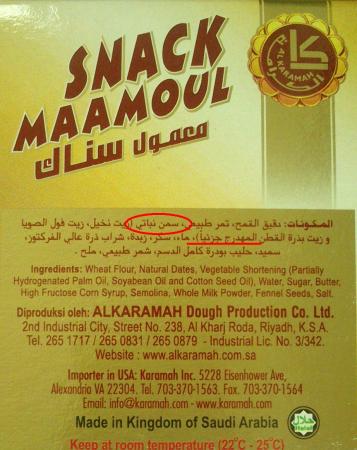 SNACK
MAAMOUL
معمول سناك
ALKARAMAH
المكونات: دقيق القمح، تمر طبيعي، سمن نباتي (زيت نخيل، زيت فول الصويا
و زيت بذرة القطن المهدرج جزئياً)، ماء، سكر، زبدة، شراب ذرة عالي الفركتوز،
سميد، حليب بودرة كامل الدسم، شمر طبيعي، ملح.
Ingredients: Wheat Flour, Natural Dates, Vegetable Shortening (Partially
Hydrogenated Palm Oil, Soyabean Oil and Cotton Seed Oil), Water, Sugar, Butter,
High Fructose Corn Syrup, Semolina, Whole Milk Powder, Fennel Seeds, Salt.
Diproduksi oleh: ALKARAMAH Dough Production Co. Ltd.
2nd Industrial City, Street No. 238, Al Kharj Roda, Riyadh, K.S.A.
Tel. 265 1717 / 265 0831 / 265 0879 - Industrial Lic. No. 3/342.
Website : www.alkaramah.com.sa
Importer in USA: Karamah Inc. 5228 Eisenhower Ave,
Alexandria VA 22304. Tel. 703-370-1563, Fax. 703-370-1564
Email: info@karamah.com - www.karamah.com
Made in Kingdom of Saudi Arabia
حلال
Halal
Keep at room temperature (22°C - 25°C)